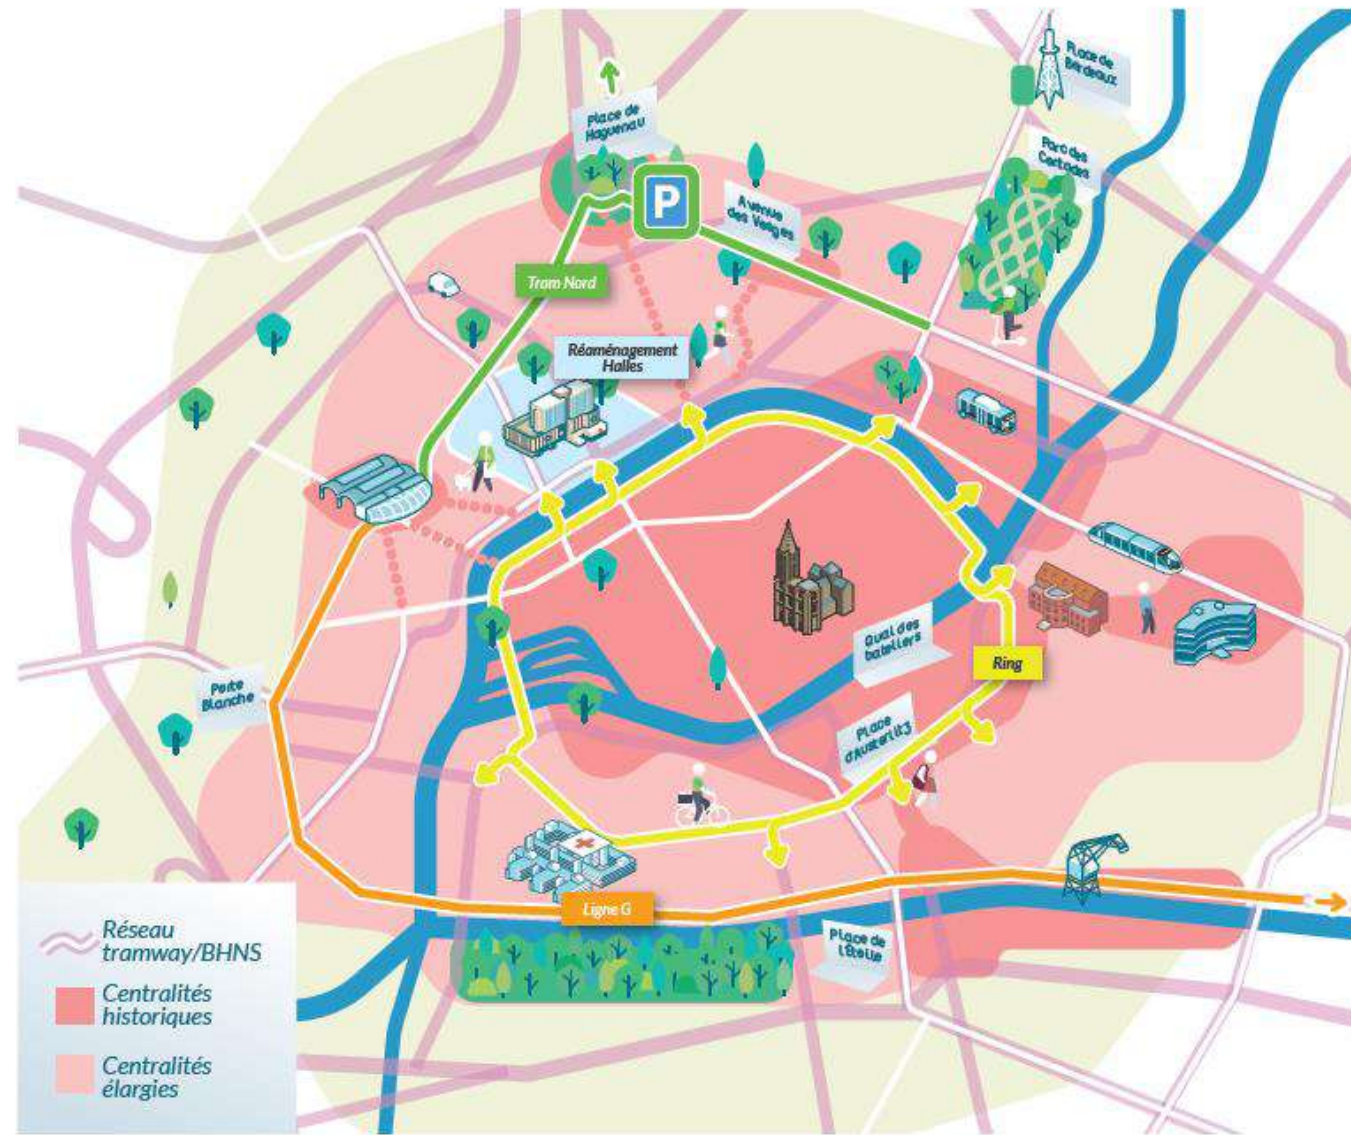 Place de
Bordeaux
Place de
Haguenau
P
Parc des
Contades
Avenue
des Vosges
Tram Nord
Réaménagement
Halles
Quai des
bateliers
Ring
Porte
Blanche
Place
d'Austerlitz
Ligne G
Place de
l'Étoile
Réseau
tramway/BHNS
Centralités
historiques
Centralités
élargies